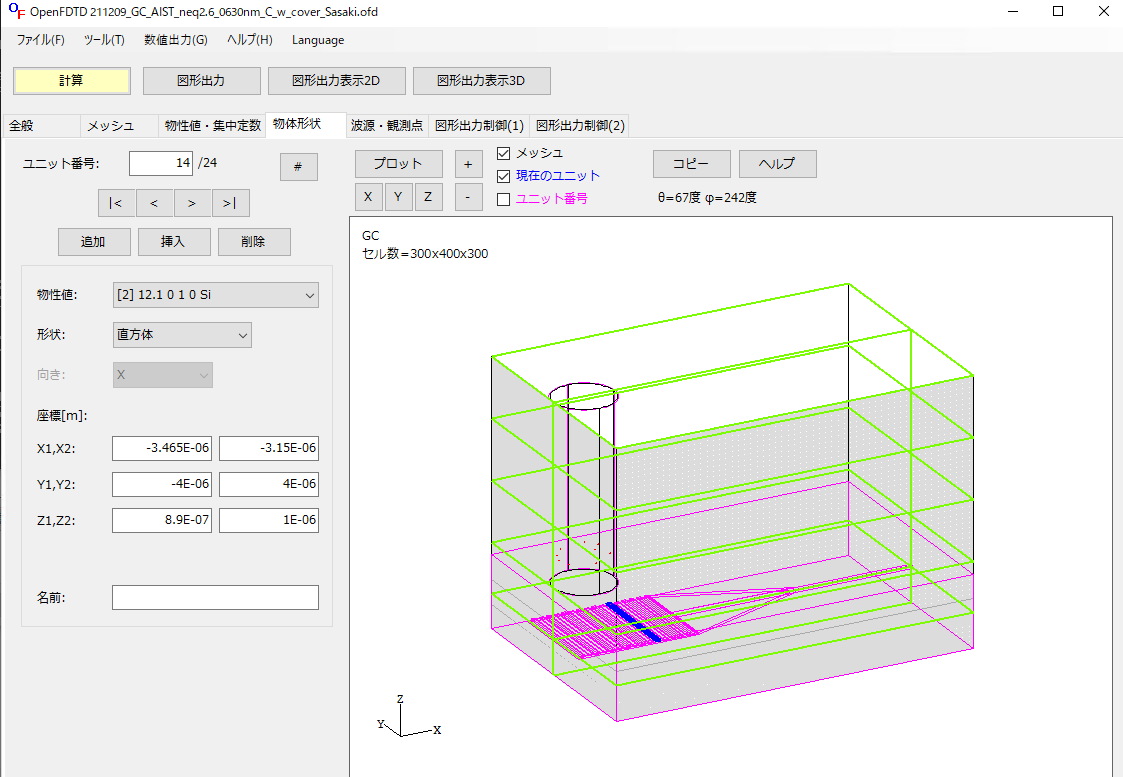 OF OpenFDTD 211209_GC_AIST_neq2.6_0630nm_C_w_cover_Sasaki.ofd
ファイル(F) ツール(T) 数値出力(G) ヘルプ(H) Language
計算 図形出力 図形出力表示2D 図形出力表示3D
全般 メッシュ 物性値・集中定数 物体形状 波源・観測点 図形出力制御(1) 図形出力制御(2)
ユニット番号: 14 /24 #
|< < > >|
追加 挿入 削除
物性値: [2] 12.1 0 1 0 Si
形状: 直方体
向き: X
座標[m]:
X1,X2: -3.465E-06 -3.15E-06
Y1,Y2: -4E-06 4E-06
Z1,Z2: 8.9E-07 1E-06
名前:
プロット + メッシュ コピー ヘルプ
現在のユニット
X Y Z - ユニット番号 θ=67度 φ=242度
GC
セル数=300x400x300
Z
Y X